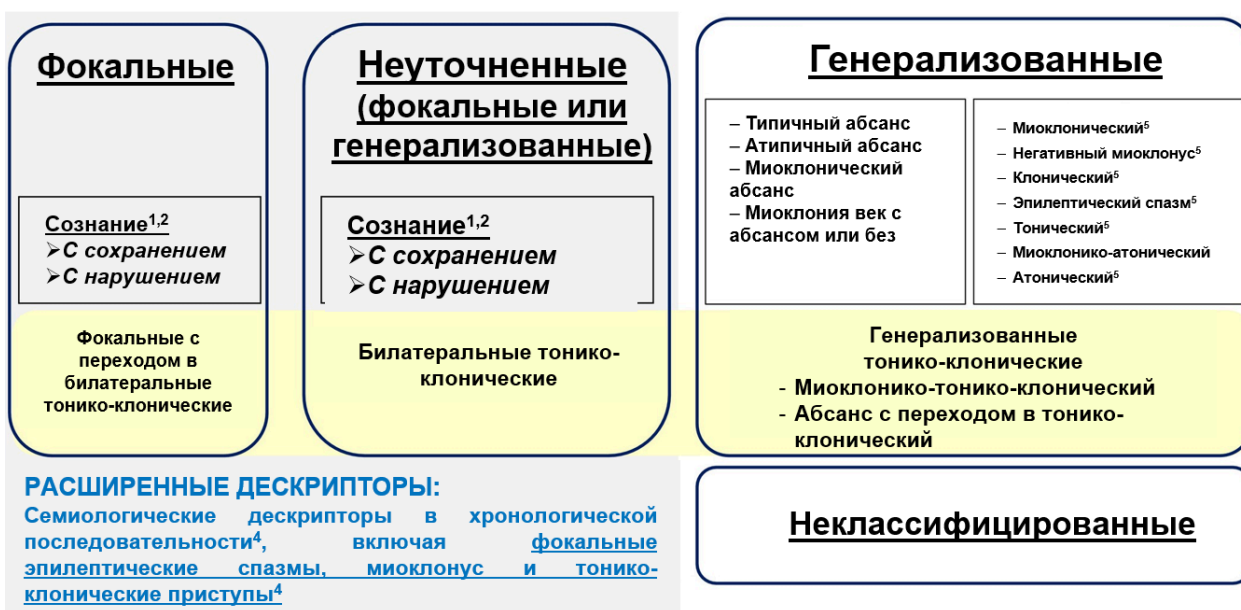 Фокальные
Сознание1,2
➢С сохранением
➢С нарушением
Фокальные с
переходом в
билатеральные
тонико-клонические
Неуточненные
(фокальные или
генерализованные)
Сознание1,2
➢С сохранением
➢С нарушением
Билатеральные тонико-
клонические
Генерализованные
– Типичный абсанс
– Атипичный абсанс
– Миоклонический
абсанс
– Миоклония век с
абсансом или без
– Миоклонический5
– Негативный миоклонус5
– Клонический5
– Эпилептический спазм5
– Тонический5
– Миоклонико-атонический
– Атонический5
Генерализованные
тонико-клонические
- Миоклонико-тонико-клонический
- Абсанс с переходом в тонико-
клонический
РАСШИРЕННЫЕ ДЕСКРИПТОРЫ:
Семиологические дескрипторы в хронологической
последовательности4, включая фокальные
эпилептические спазмы, миоклонус и тонико-
клонические приступы4
Неклассифицированные